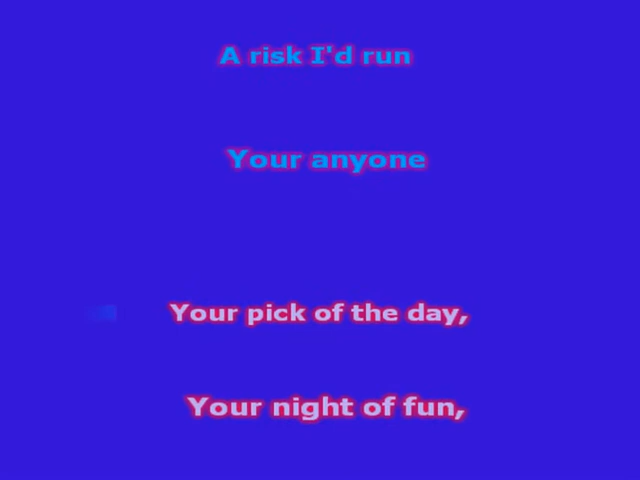 A risk I'd run
Your anyone
Your pick of the day,
Your night of fun,